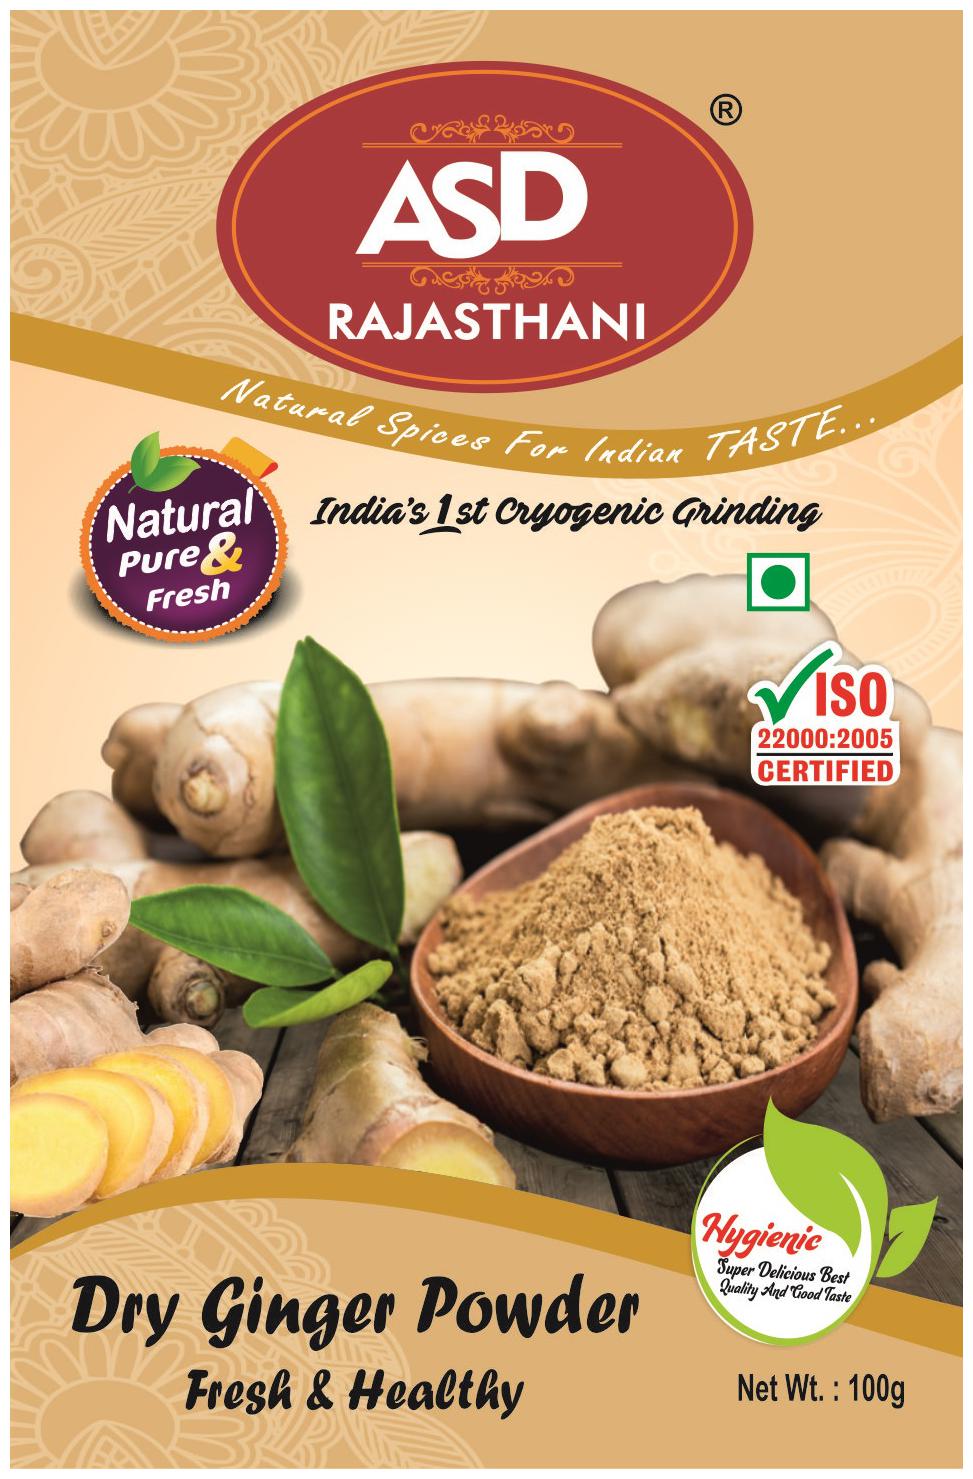 ®
ASD
RAJASTHANI
Natural Spices For Indian TASTE...
Natural
Pure &
Fresh
India's 1st Cryogenic Grinding
ISO
22000:2005
CERTIFIED
Hygienic
Super Delicious Best
Quality And Good Taste
Dry Ginger Powder
Fresh & Healthy
Net Wt. : 100g